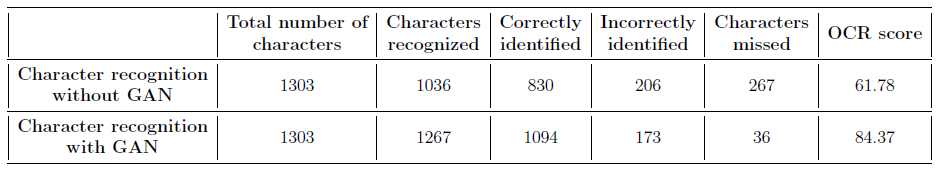 Total number of characters | Characters recognized | Correctly identified | Incorrectly identified | Characters missed | OCR score
Character recognition without GAN | 1303 | 1036 | 830 | 206 | 267 | 61.78
Character recognition with GAN | 1303 | 1267 | 1094 | 173 | 36 | 84.37